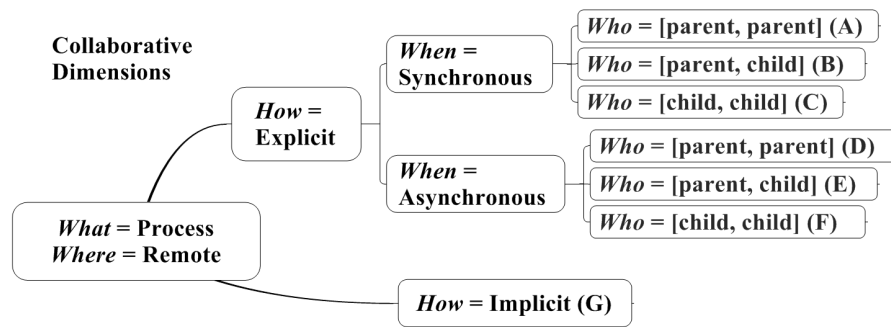 Collaborative
Dimensions
What = Process
Where = Remote
How =
Explicit
When =
Synchronous
Who = [parent, parent] (A)
Who = [parent, child] (B)
Who = [child, child] (C)
When =
Asynchronous
Who = [parent, parent] (D)
Who = [parent, child] (E)
Who = [child, child] (F)
How = Implicit (G)